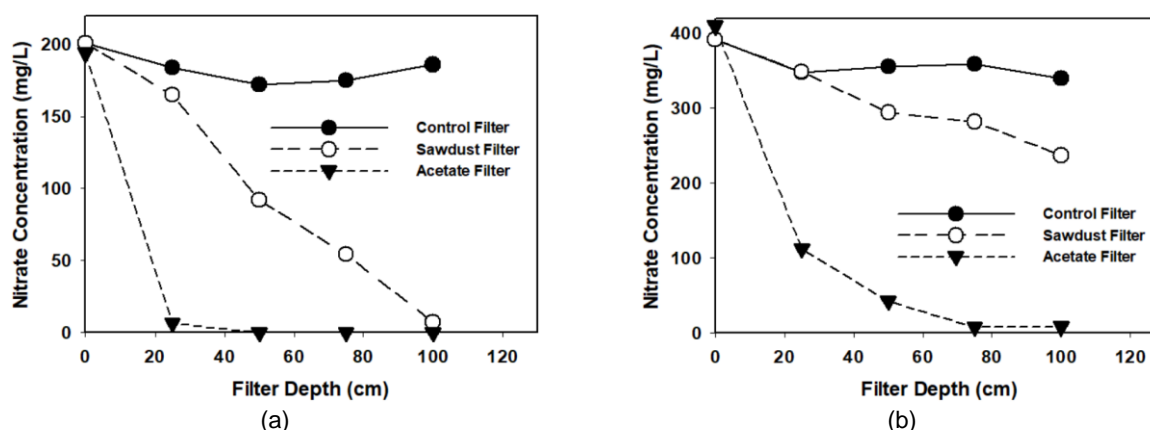 Nitrate Concentration (mg/L)
200
150
100
50
0
Control Filter
Sawdust Filter
Acetate Filter
0 20 40 60 80 100 120
Filter Depth (cm)
(a)
Nitrate Concentration (mg/L)
400
300
200
100
0
Control Filter
Sawdust Filter
Acetate Filter
0 20 40 60 80 100 120
Filter Depth (cm)
(b)